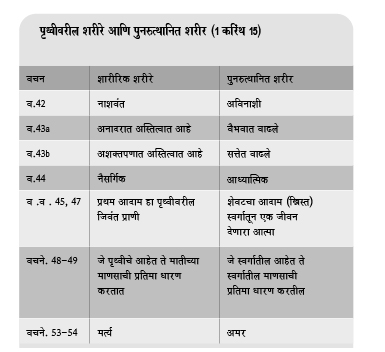 पृथ्वीवरील शरीरे आणि पुनरुत्थानित शरीर (1 करिंथ 15)
वचन शारीरिक शरीरे पुनरुत्थानित शरीर
व.42 नाशवंत अविनाशी
व.43a अनादरात अस्तित्वात आहे वैभवात वाढले
व.43b अशक्तपणात अस्तित्वात आहे सत्तेत वाढले
व.44 नैसर्गिक आध्यात्मिक
व .व . 45, 47 प्रथम आदाम हा पृथ्वीवरील शेवटचा आदाम (ख्रिस्त)
जिवंत प्राणी स्वर्गातून एक जीवन
देणारा आत्मा
वचने. 48–49 जे पृथ्वीचे आहेत ते मातीच्या जे स्वर्गातील आहेत ते
माणसाची प्रतिमा धारण स्वर्गातील माणसाची
करतात प्रतिमा धारण करतील
वचने. 53–54 मर्त्य अमर